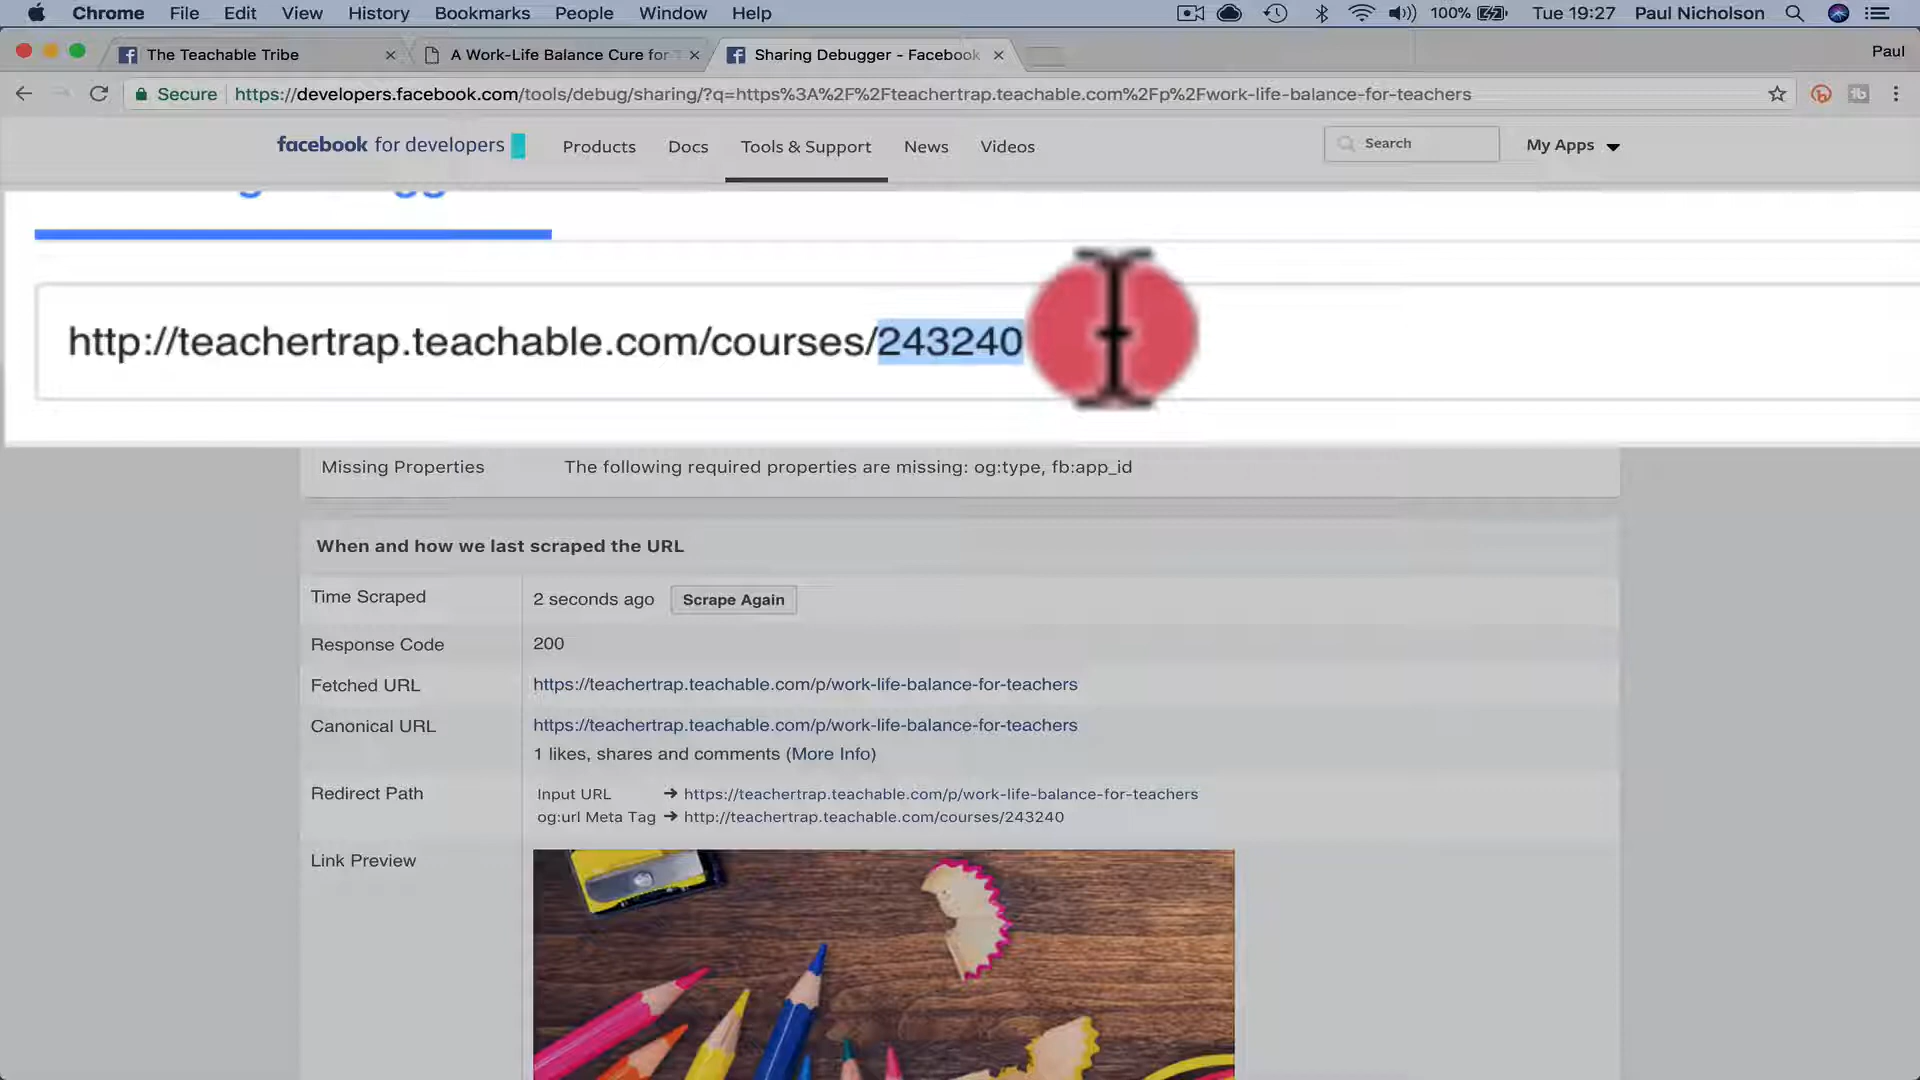 Chrome File Edit View History Bookmarks People Window Help 100% Tue 19:27 Paul Nicholson
The Teachable Tribe A Work-Life Balance Cure for Sharing Debugger - Facebook Paul
Secure https://developers.facebook.com/tools/debug/sharing/?q=https%3A%2F%2Fteachertrap.teachable.com%2Fp%2Fwork-life-balance-for-teachers
facebook for developers Products Docs Tools & Support News Videos Search My Apps
http://teachertrap.teachable.com/courses/243240
Missing Properties The following required properties are missing: og:type, fb:app_id
When and how we last scraped the URL
Time Scraped 2 seconds ago Scrape Again
Response Code 200
Fetched URL https://teachertrap.teachable.com/p/work-life-balance-for-teachers
Canonical URL https://teachertrap.teachable.com/p/work-life-balance-for-teachers
1 likes, shares and comments (More Info)
Redirect Path Input URL → https://teachertrap.teachable.com/p/work-life-balance-for-teachers
og:url Meta Tag → http://teachertrap.teachable.com/courses/243240
Link Preview